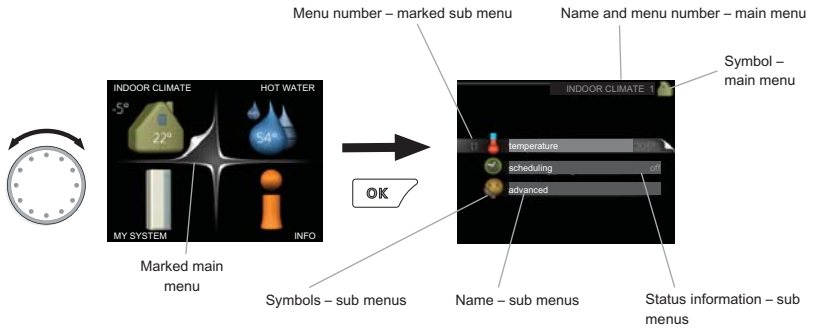 Menu number – marked sub menu
Name and menu number – main menu
Symbol –
main menu
INDOOR CLIMATE
HOT WATER
-5°
22°
54°
MY SYSTEM
INFO
OK
INDOOR CLIMATE 1
temperature
scheduling
off
advanced
Marked main
menu
Symbols – sub menus
Name – sub menus
Status information – sub
menus